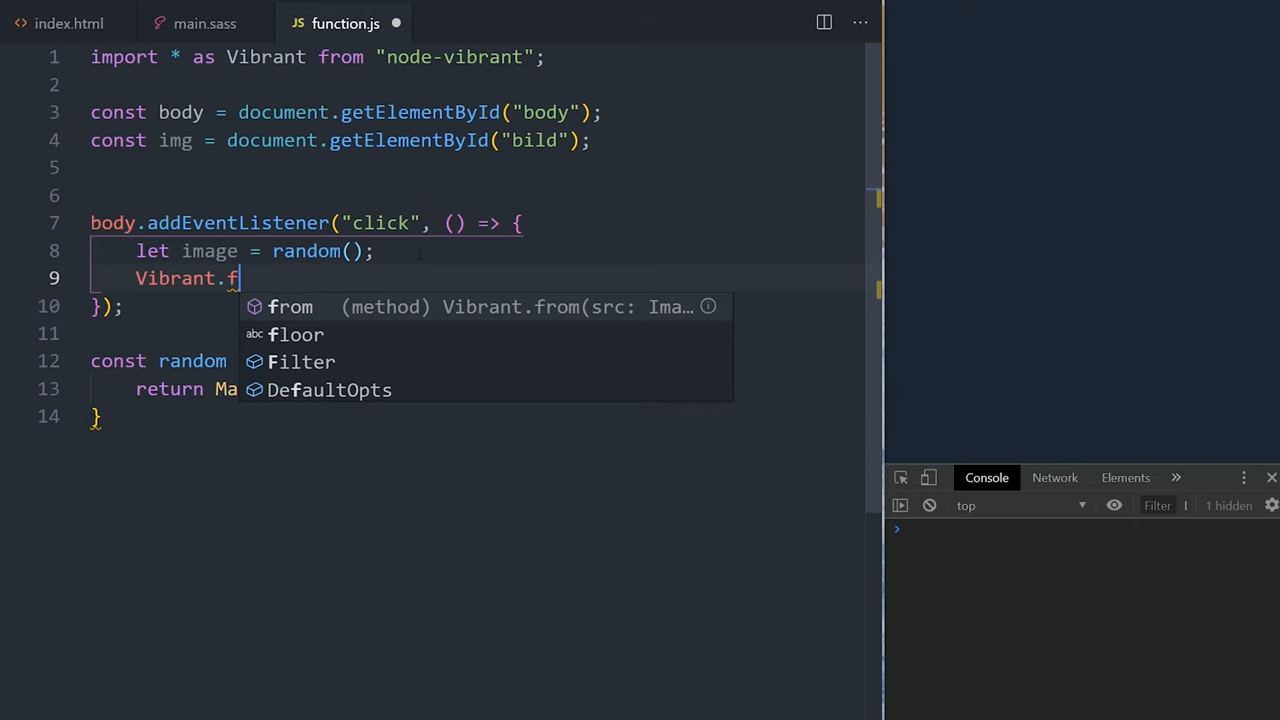 index.html main.sass JS function.js
1 import * as Vibrant from "node-vibrant";
2
3 const body = document.getElementById("body");
4 const img = document.getElementById("bild");
5
6
7 body.addEventListener("click", () => {
8 let image = random();
9 Vibrant.f
10 });
from (method) Vibrant.from(src: Ima…
11
abc floor
12 const random
Filter
13 return Ma
DefaultOpts
14 }
Console Network Elements »
top Filter 1 hidden